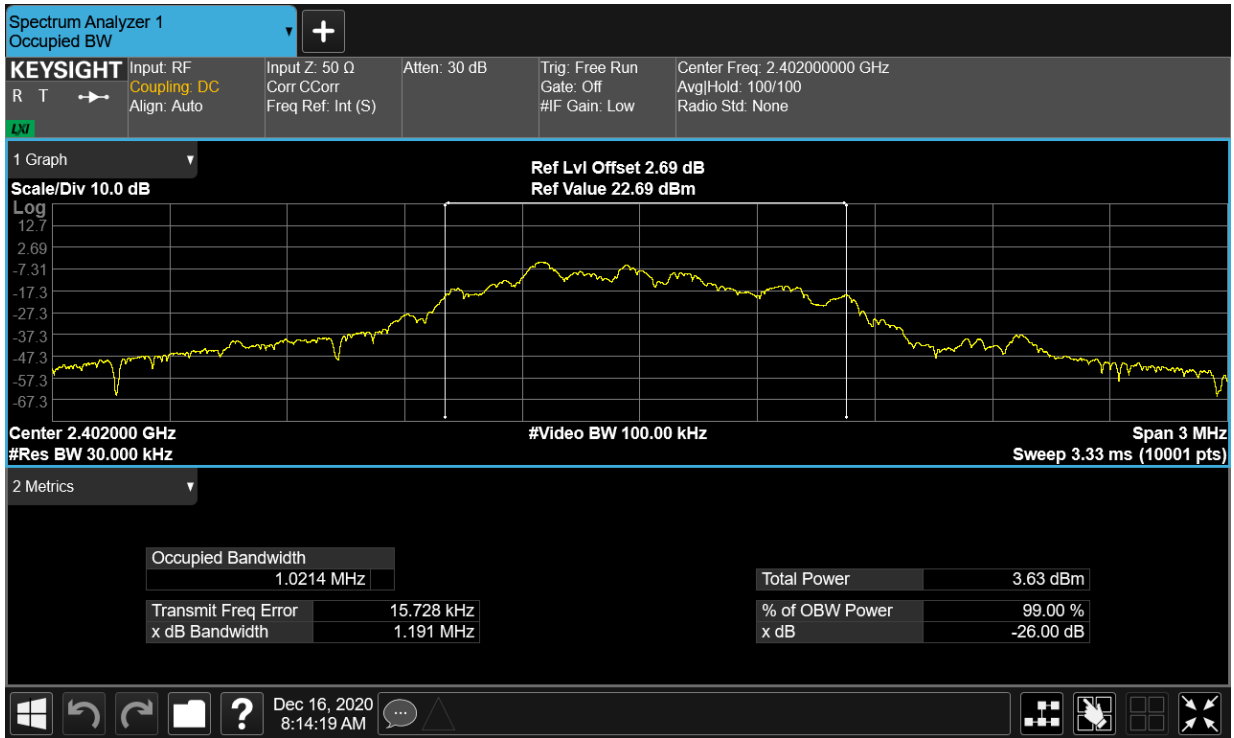 Spectrum Analyzer 1
Occupied BW
KEYSIGHT
R T
LXI
Input: RF
Coupling: DC
Align: Auto
Input Z: 50 Ω
Corr CCorr
Freq Ref: Int (S)
Atten: 30 dB
Trig: Free Run
Gate: Off
#IF Gain: Low
Center Freq: 2.402000000 GHz
Avg|Hold: 100/100
Radio Std: None
1 Graph
Scale/Div 10.0 dB
Ref Lvl Offset 2.69 dB
Ref Value 22.69 dBm
Log
12.7
2.69
-7.31
-17.3
-27.3
-37.3
-47.3
-57.3
-67.3
Center 2.402000 GHz
#Res BW 30.000 kHz
#Video BW 100.00 kHz
Span 3 MHz
Sweep 3.33 ms (10001 pts)
2 Metrics
Occupied Bandwidth
1.0214 MHz
Transmit Freq Error 15.728 kHz
x dB Bandwidth 1.191 MHz
Total Power 3.63 dBm
% of OBW Power 99.00 %
x dB -26.00 dB
?
Dec 16, 2020
8:14:19 AM